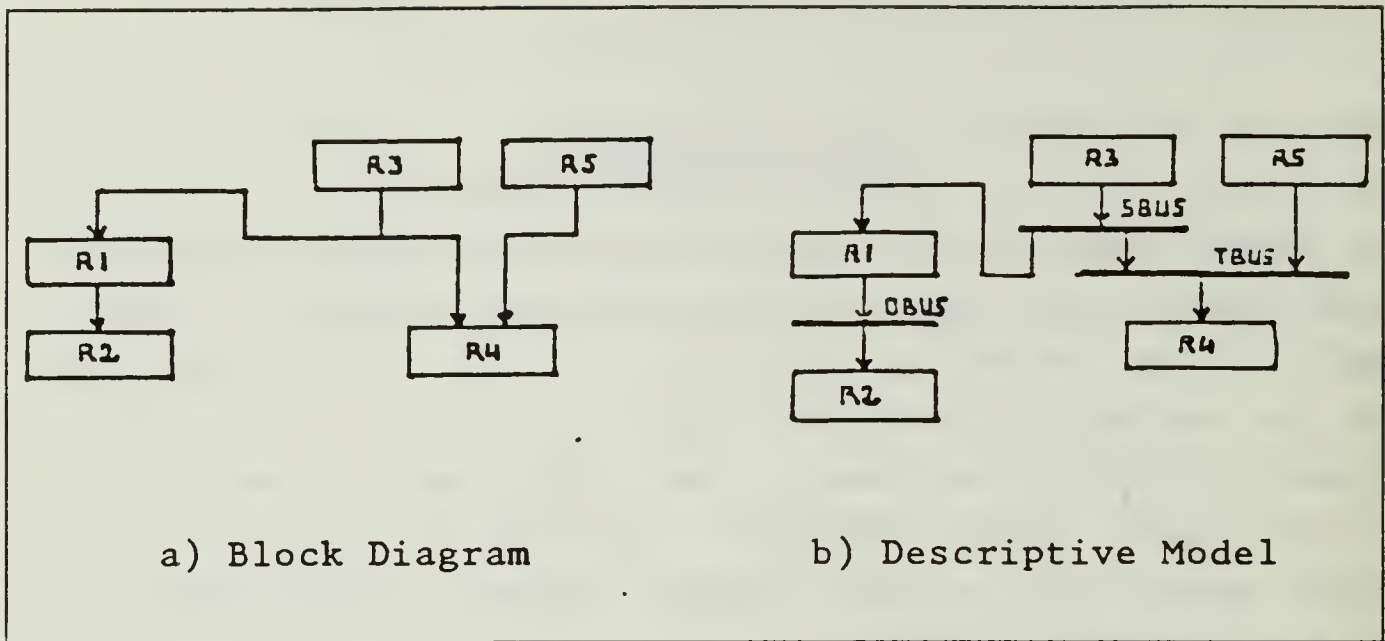 R3
R5
R1
R2
R4
a) Block Diagram
R3
R5
SBUS
R1
TBUS
OBUS
R4
R2
b) Descriptive Model